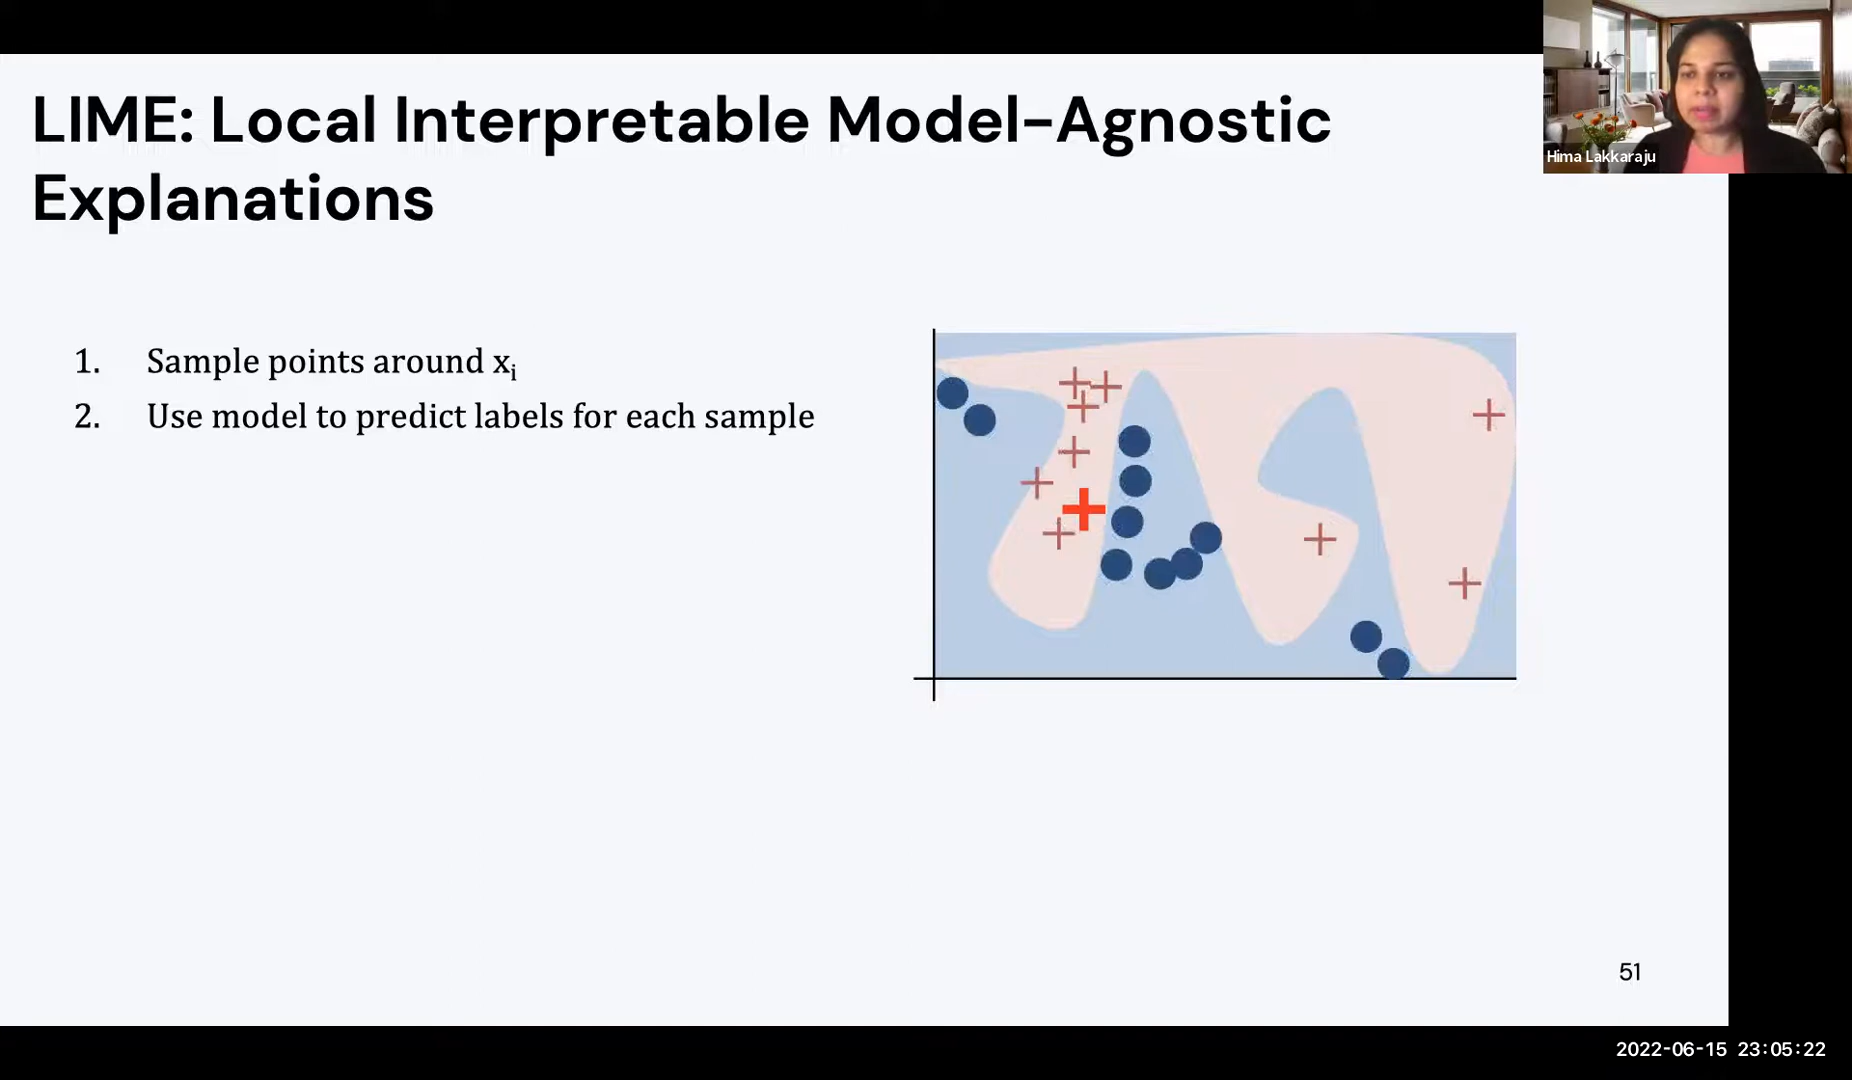 LIME: Local Interpretable Model-Agnostic
Explanations
Hima Lakkaraju
1. Sample points around xi
2. Use model to predict labels for each sample
51
2022-06-15 23:05:22